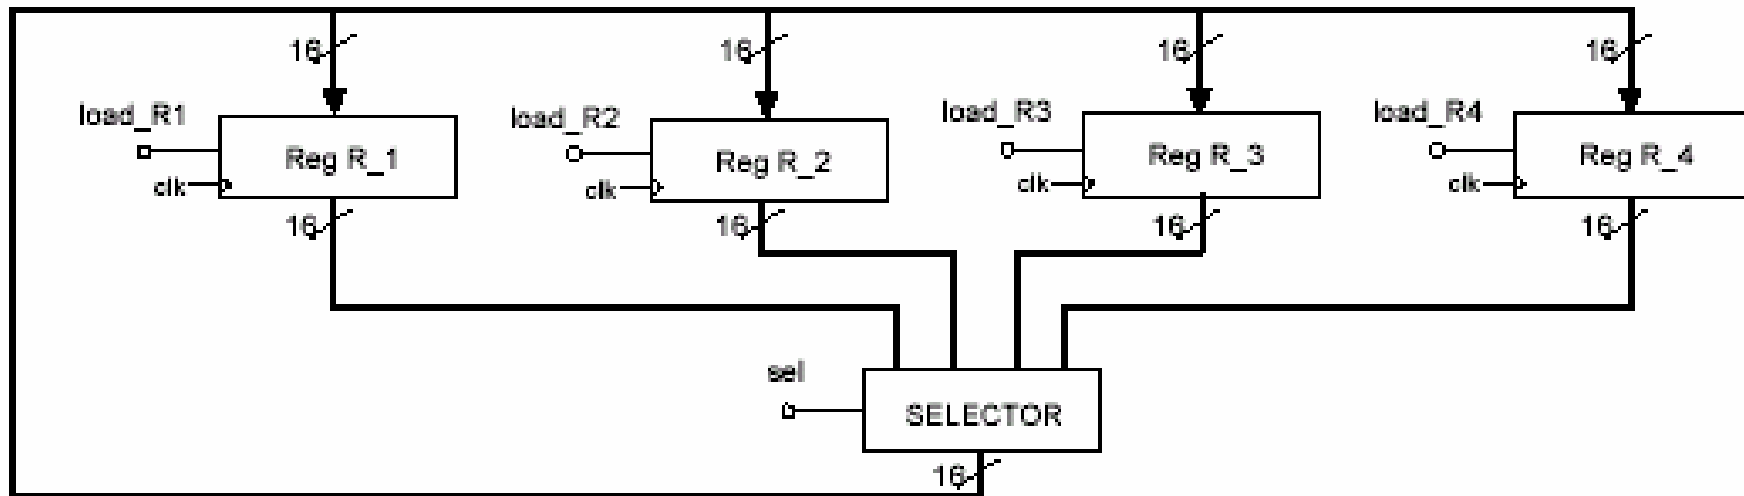 16 16 16 16
load_R1 load_R2 load_R3 load_R4
Reg R_1 Reg R_2 Reg R_3 Reg R_4
clk clk clk clk
16 16 16 16
sel
SELECTOR
16